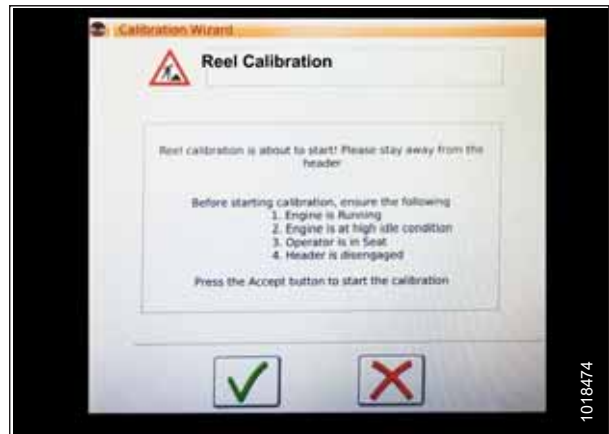 Calibration Wizard
Reel Calibration
Reel calibration is about to start! Please stay away from the
header
Before starting calibration, ensure the following
1. Engine is Running
2. Engine is at high idle condition
3. Operator is in Seat
4. Header is disengaged
Press the Accept button to start the calibration
1018474